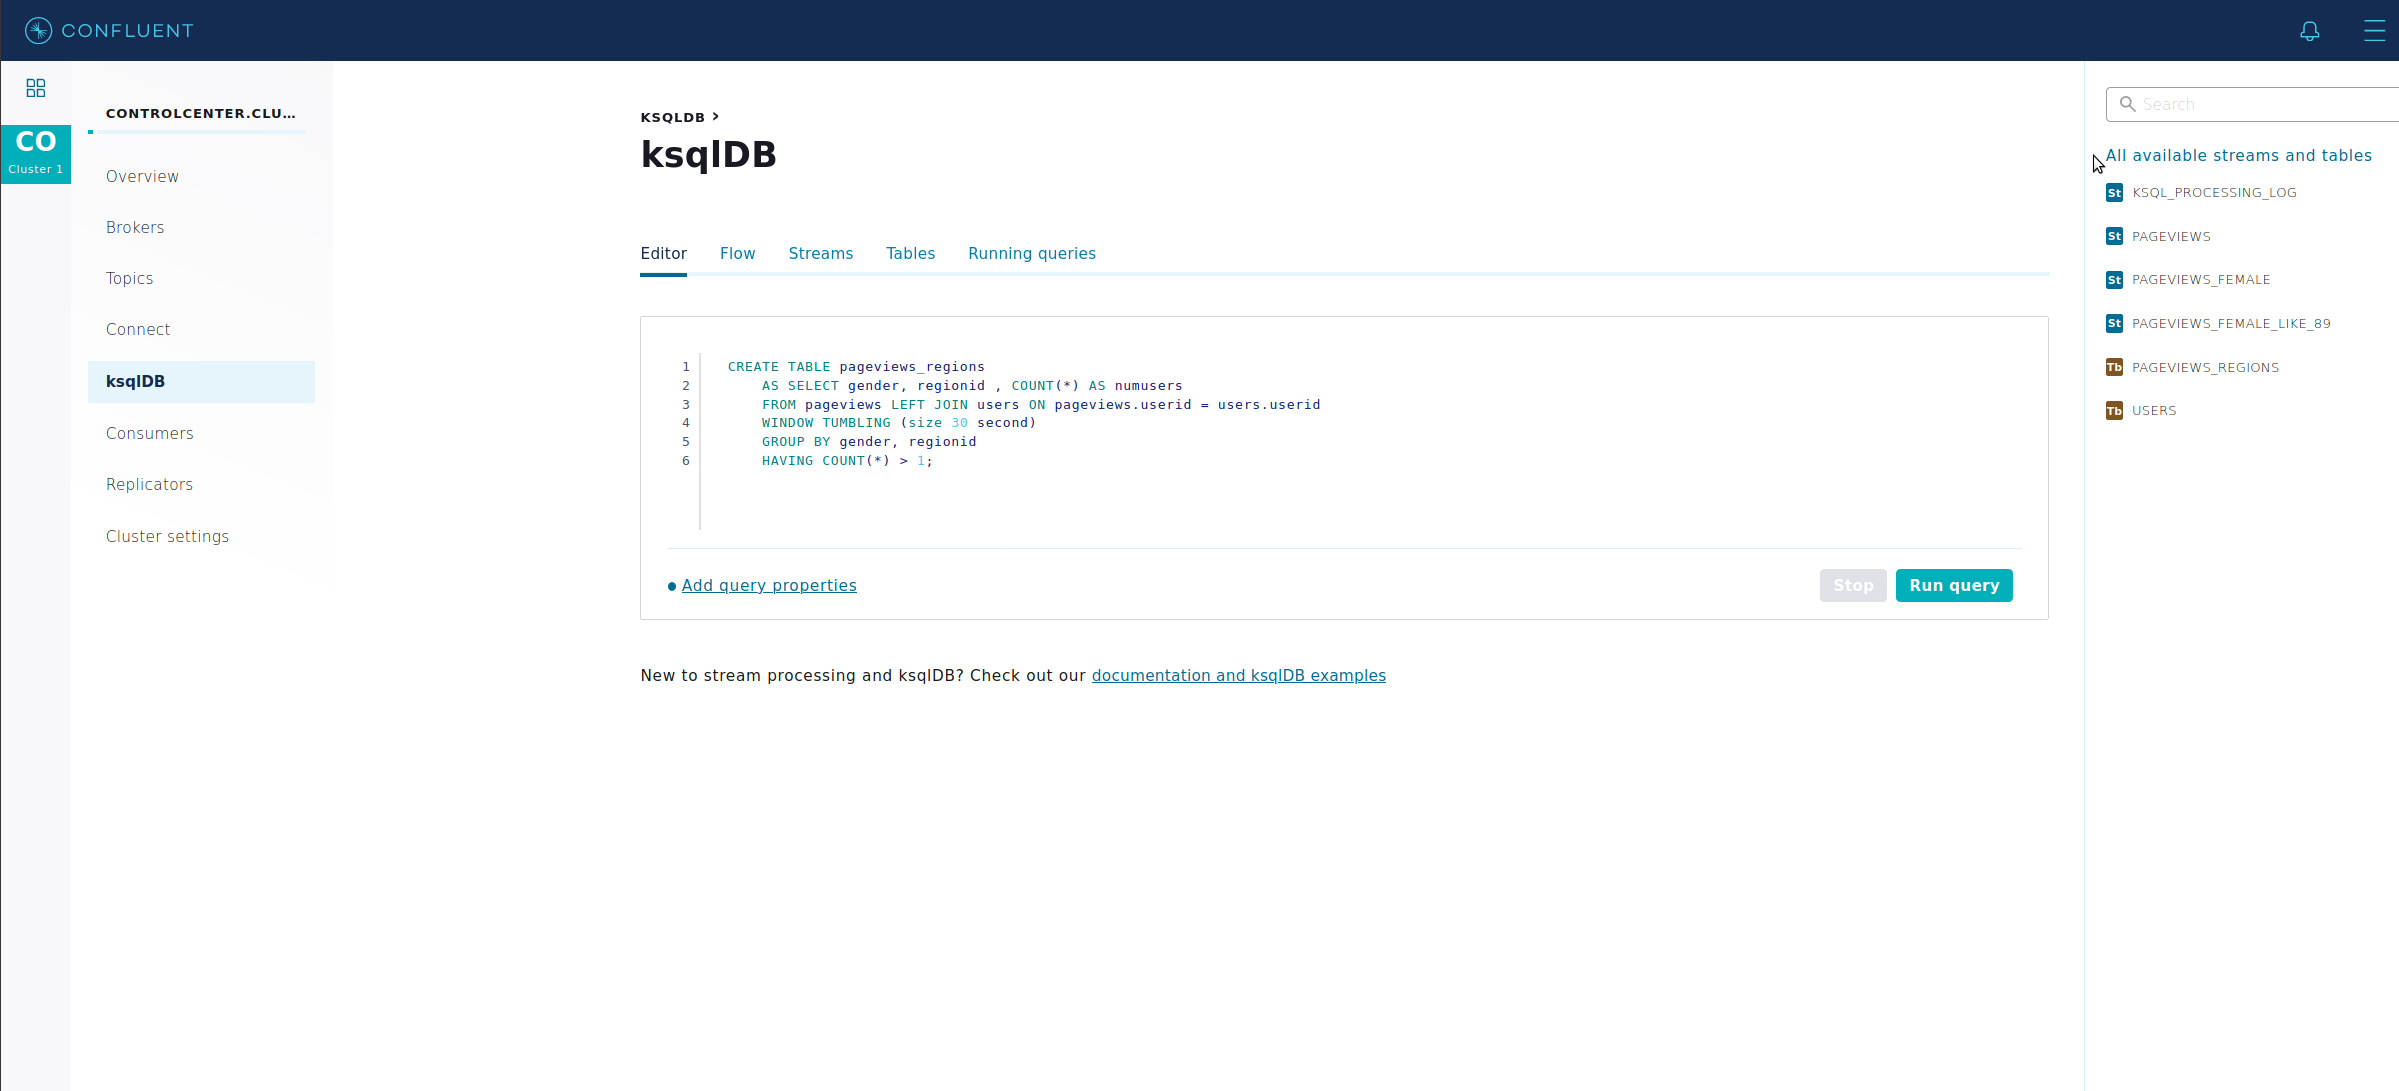 CONFLUENT
CO
Cluster 1
CONTROLCENTER.CLU...
Overview
Brokers
Topics
Connect
ksqlDB
Consumers
Replicators
Cluster settings
KSQLDB ›
ksqlDB
Editor Flow Streams Tables Running queries
1 CREATE TABLE pageviews_regions
2 AS SELECT gender, regionid , COUNT(*) AS numusers
3 FROM pageviews LEFT JOIN users ON pageviews.userid = users.userid
4 WINDOW TUMBLING (size 30 second)
5 GROUP BY gender, regionid
6 HAVING COUNT(*) > 1;
Add query properties
Stop Run query
New to stream processing and ksqlDB? Check out our documentation and ksqlDB examples
Search
All available streams and tables
St KSQL_PROCESSING_LOG
St PAGEVIEWS
St PAGEVIEWS_FEMALE
St PAGEVIEWS_FEMALE_LIKE_89
Tb PAGEVIEWS_REGIONS
Tb USERS